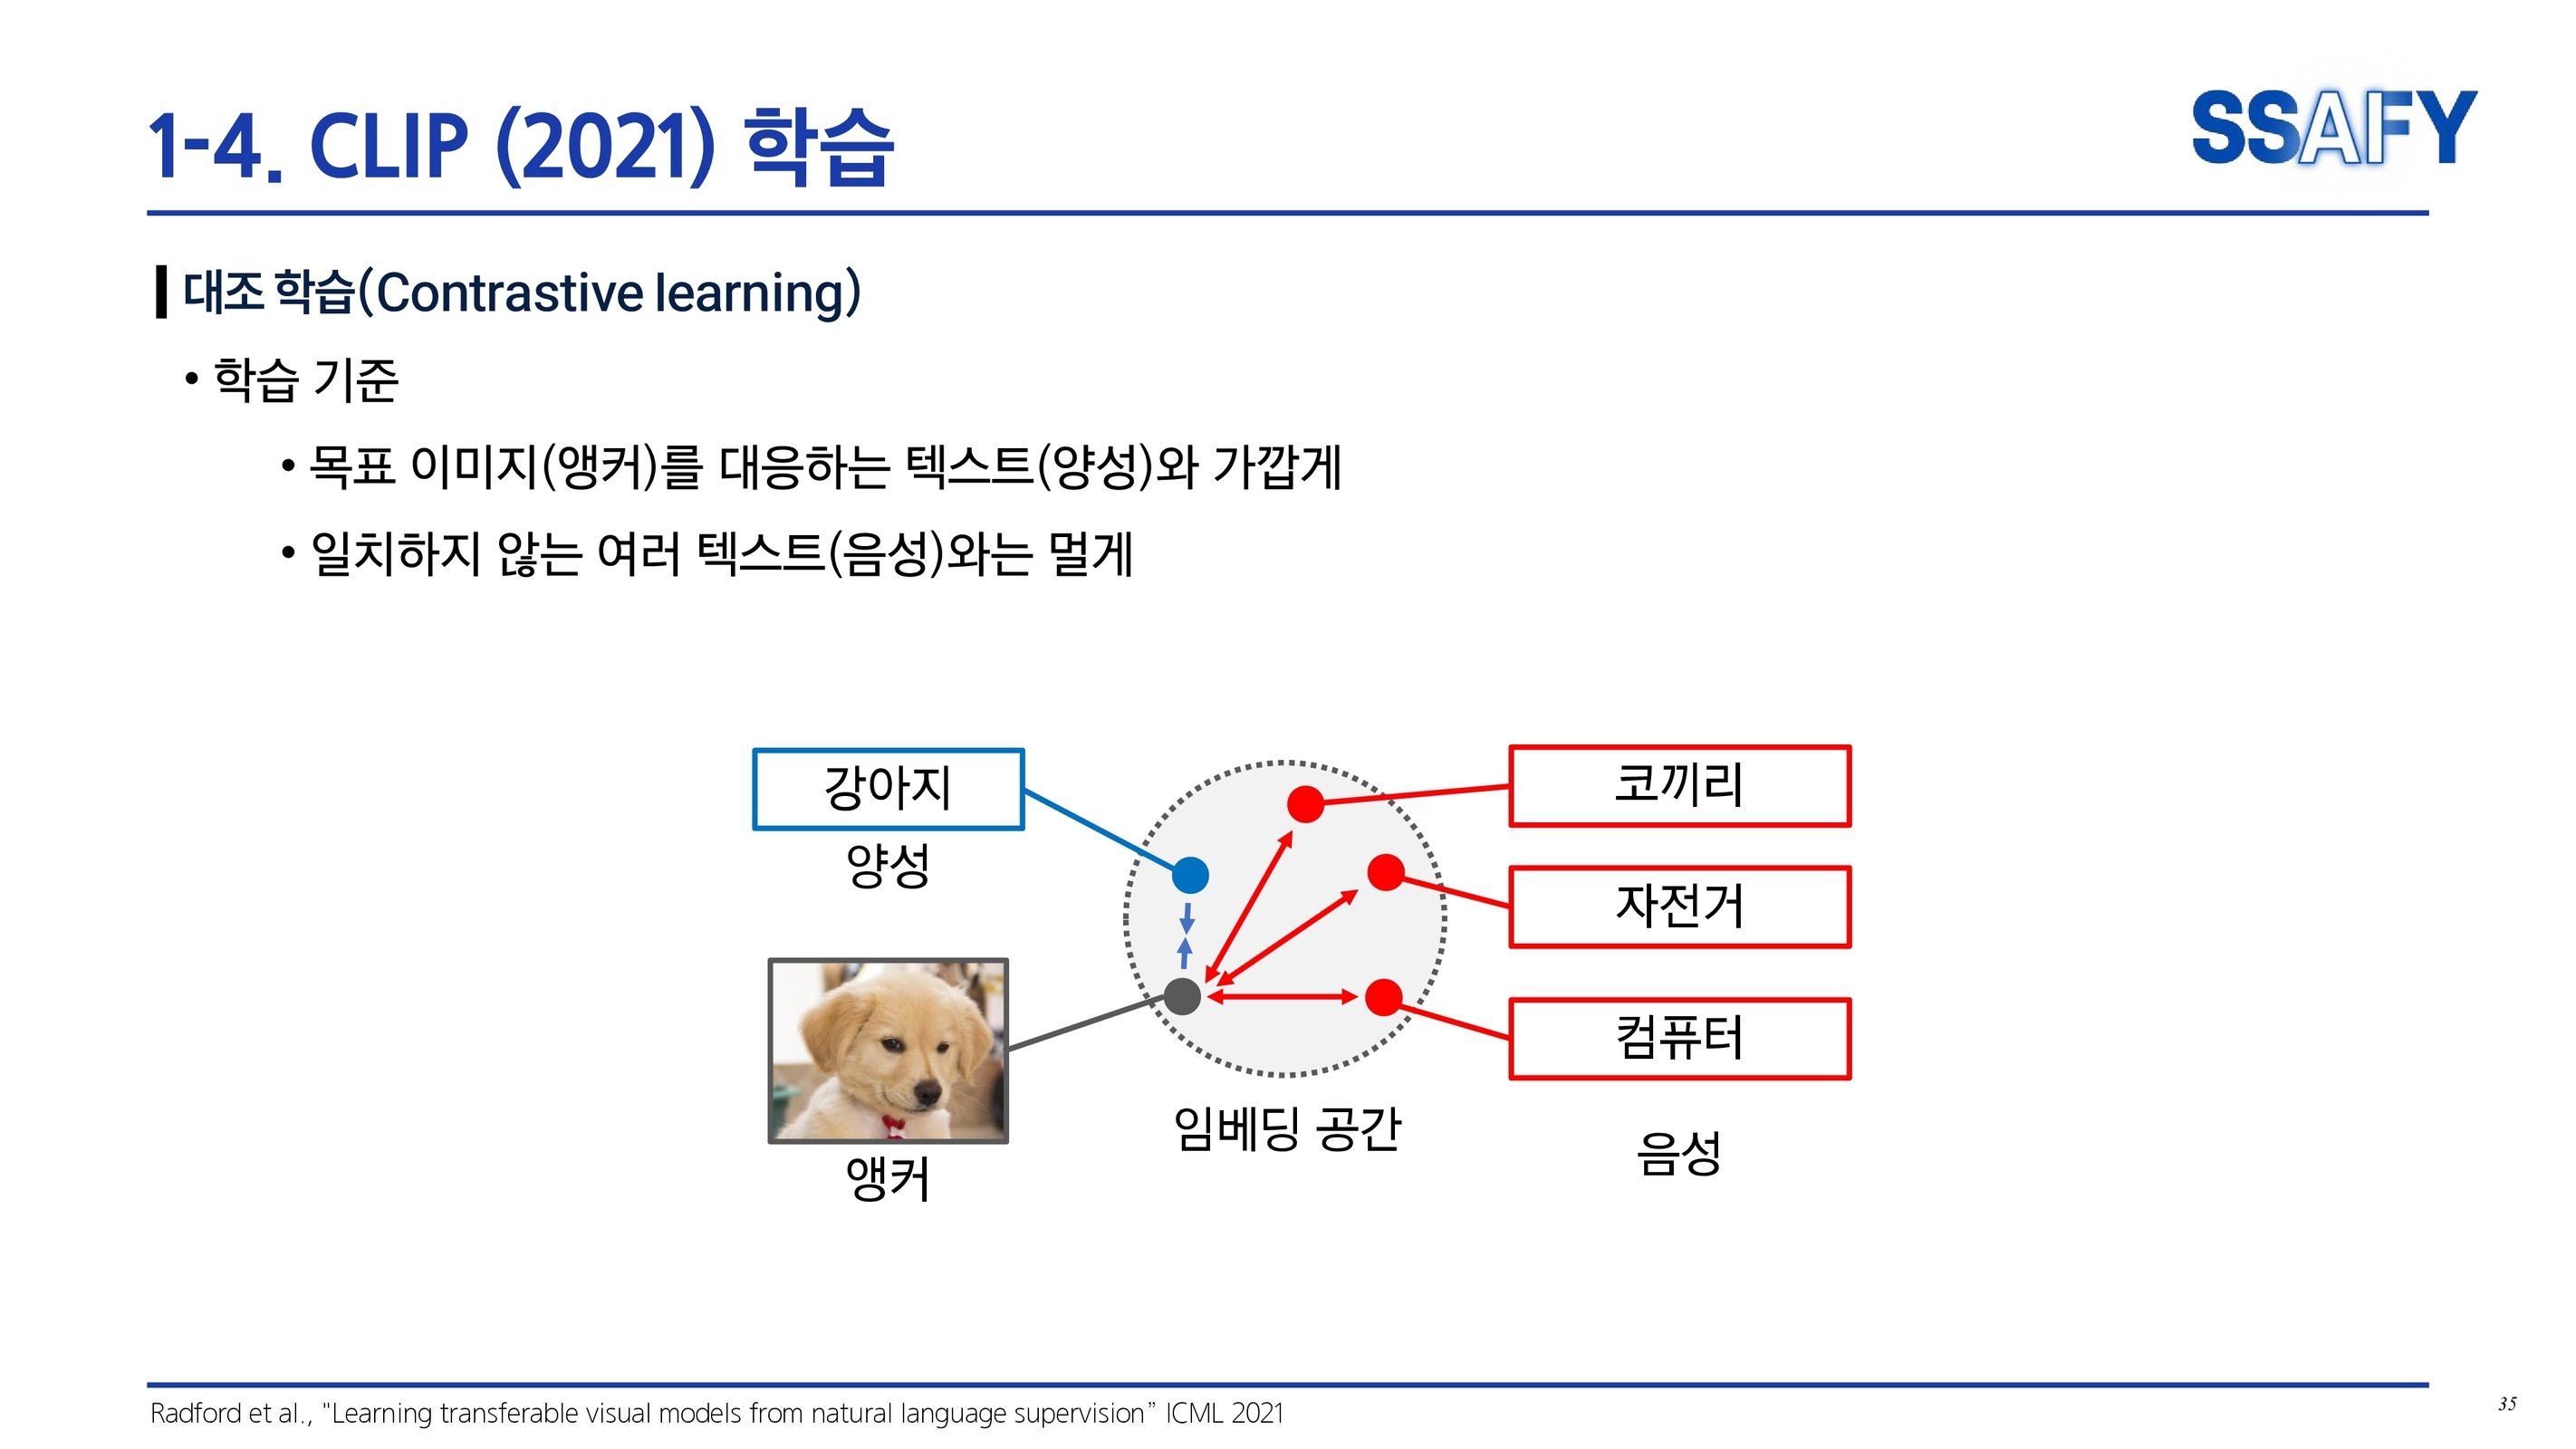 1-4. CLIP (2021) 학습
SSAFY
대조 학습(Contrastive learning)
• 학습 기준
• 목표 이미지(앵커)를 대응하는 텍스트(양성)와 가깝게
• 일치하지 않는 여러 텍스트(음성)와는 멀게
강아지
양성
앵커
임베딩 공간
코끼리
자전거
컴퓨터
음성
Radford et al., "Learning transferable visual models from natural language supervision” ICML 2021
35